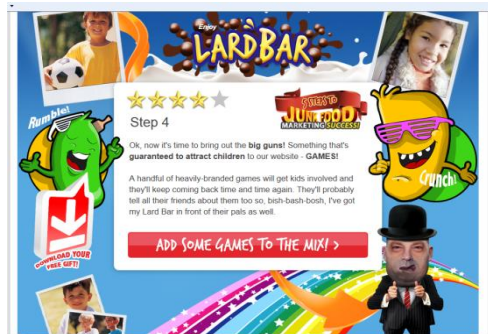 Enjoy
LARDBAR
5 STEPS TO
JUNK FOOD
MARKETING SUCCESS!
Step 4
Rumble!
Ok, now it's time to bring out the big guns! Something that's
guaranteed to attract children to our website - GAMES!
A handful of heavily-branded games will get kids involved and
they'll keep coming back time and time again. They'll probably
tell all their friends about them too so, bish-bash-bosh, I've got
my Lard Bar in front of their pals as well.
Crunch!
DOWNLOAD YOUR
FREE GIFT!
ADD SOME GAMES TO THE MIX! >